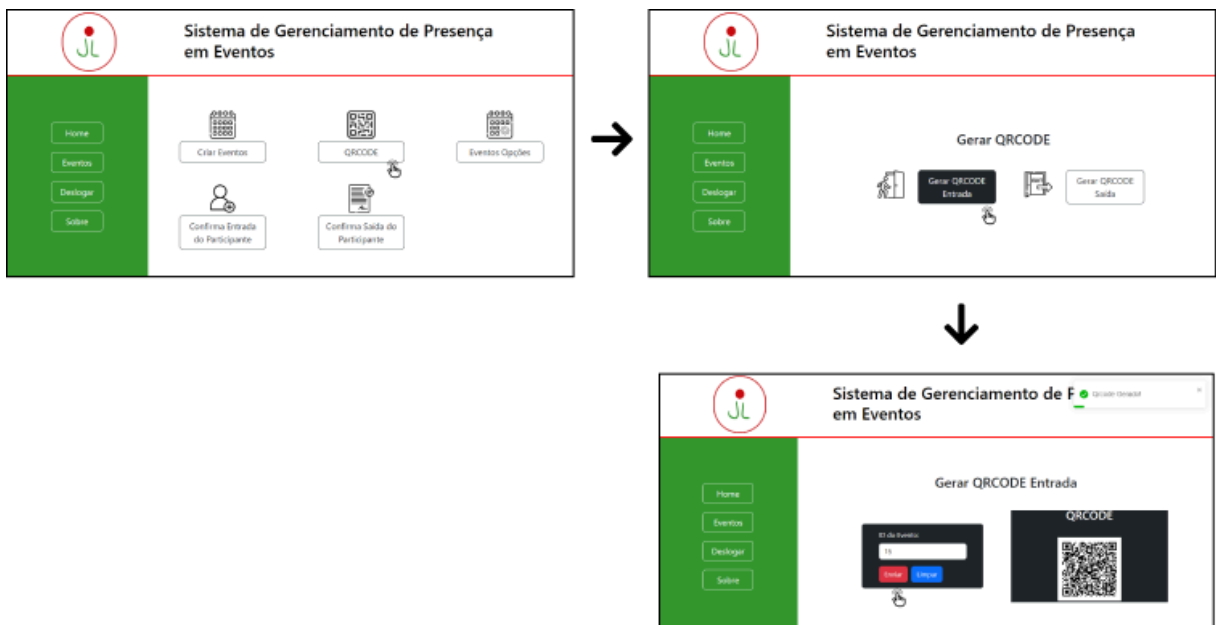 JL
Sistema de Gerenciamento de Presença
em Eventos
Home
Eventos
Deslogar
Sobre
Criar Eventos
QRCODE
Eventos Opções
Confirma Entrada
do Participante
Confirma Saída do
Participante
JL
Sistema de Gerenciamento de Presença
em Eventos
Home
Eventos
Deslogar
Sobre
Gerar QRCODE
Gerar QRCODE
Entrada
Gerar QRCODE
Saída
JL
Sistema de Gerenciamento de P
em Eventos
Qrcode Gerado!
Home
Eventos
Deslogar
Sobre
Gerar QRCODE Entrada
ID do Evento:
15
Enviar
Limpar
QRCODE